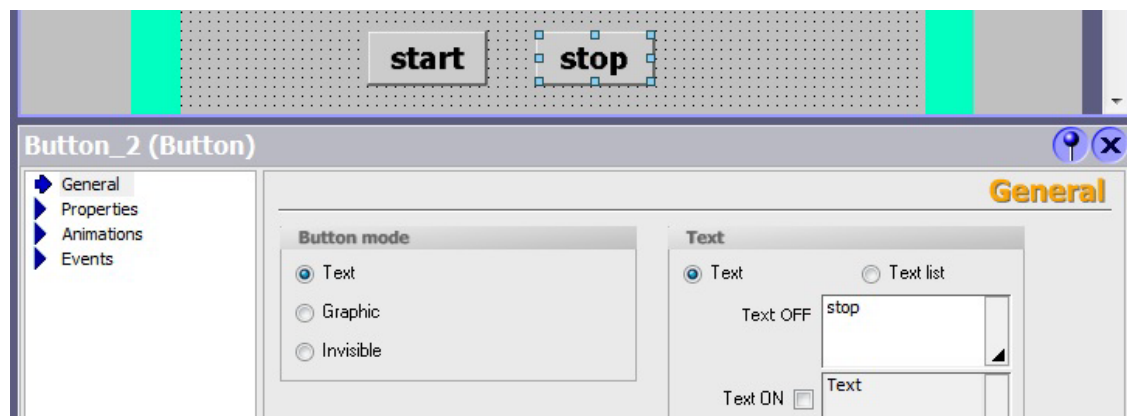 start stop
Button_2 (Button)
General
Properties
Animations
Events
General
Button mode
Text
Graphic
Invisible
Text
Text Text list
Text OFF stop
Text ON Text